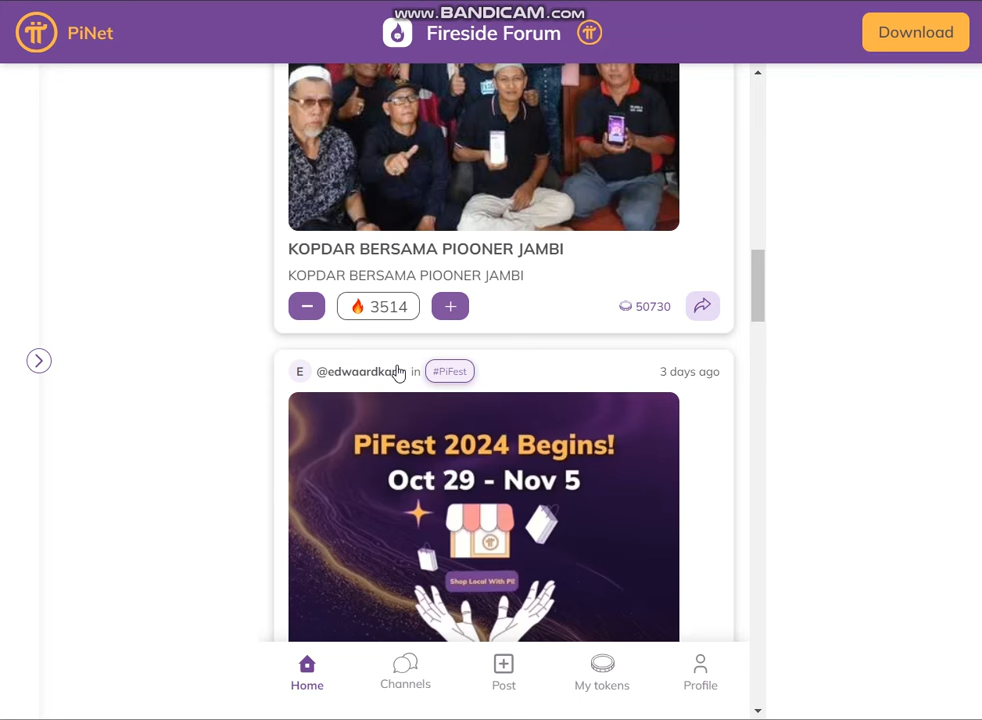 www.BANDICAM.com
PiNet
Fireside Forum
Download
KOPDAR BERSAMA PIOONER JAMBI
KOPDAR BERSAMA PIOONER JAMBI
3514
50730
E
in #PiFest
3 days ago
PiFest 2024 Begins!
Oct 29 - Nov 5
Shop Local With Pi!
Home
Channels
Post
My tokens
Profile